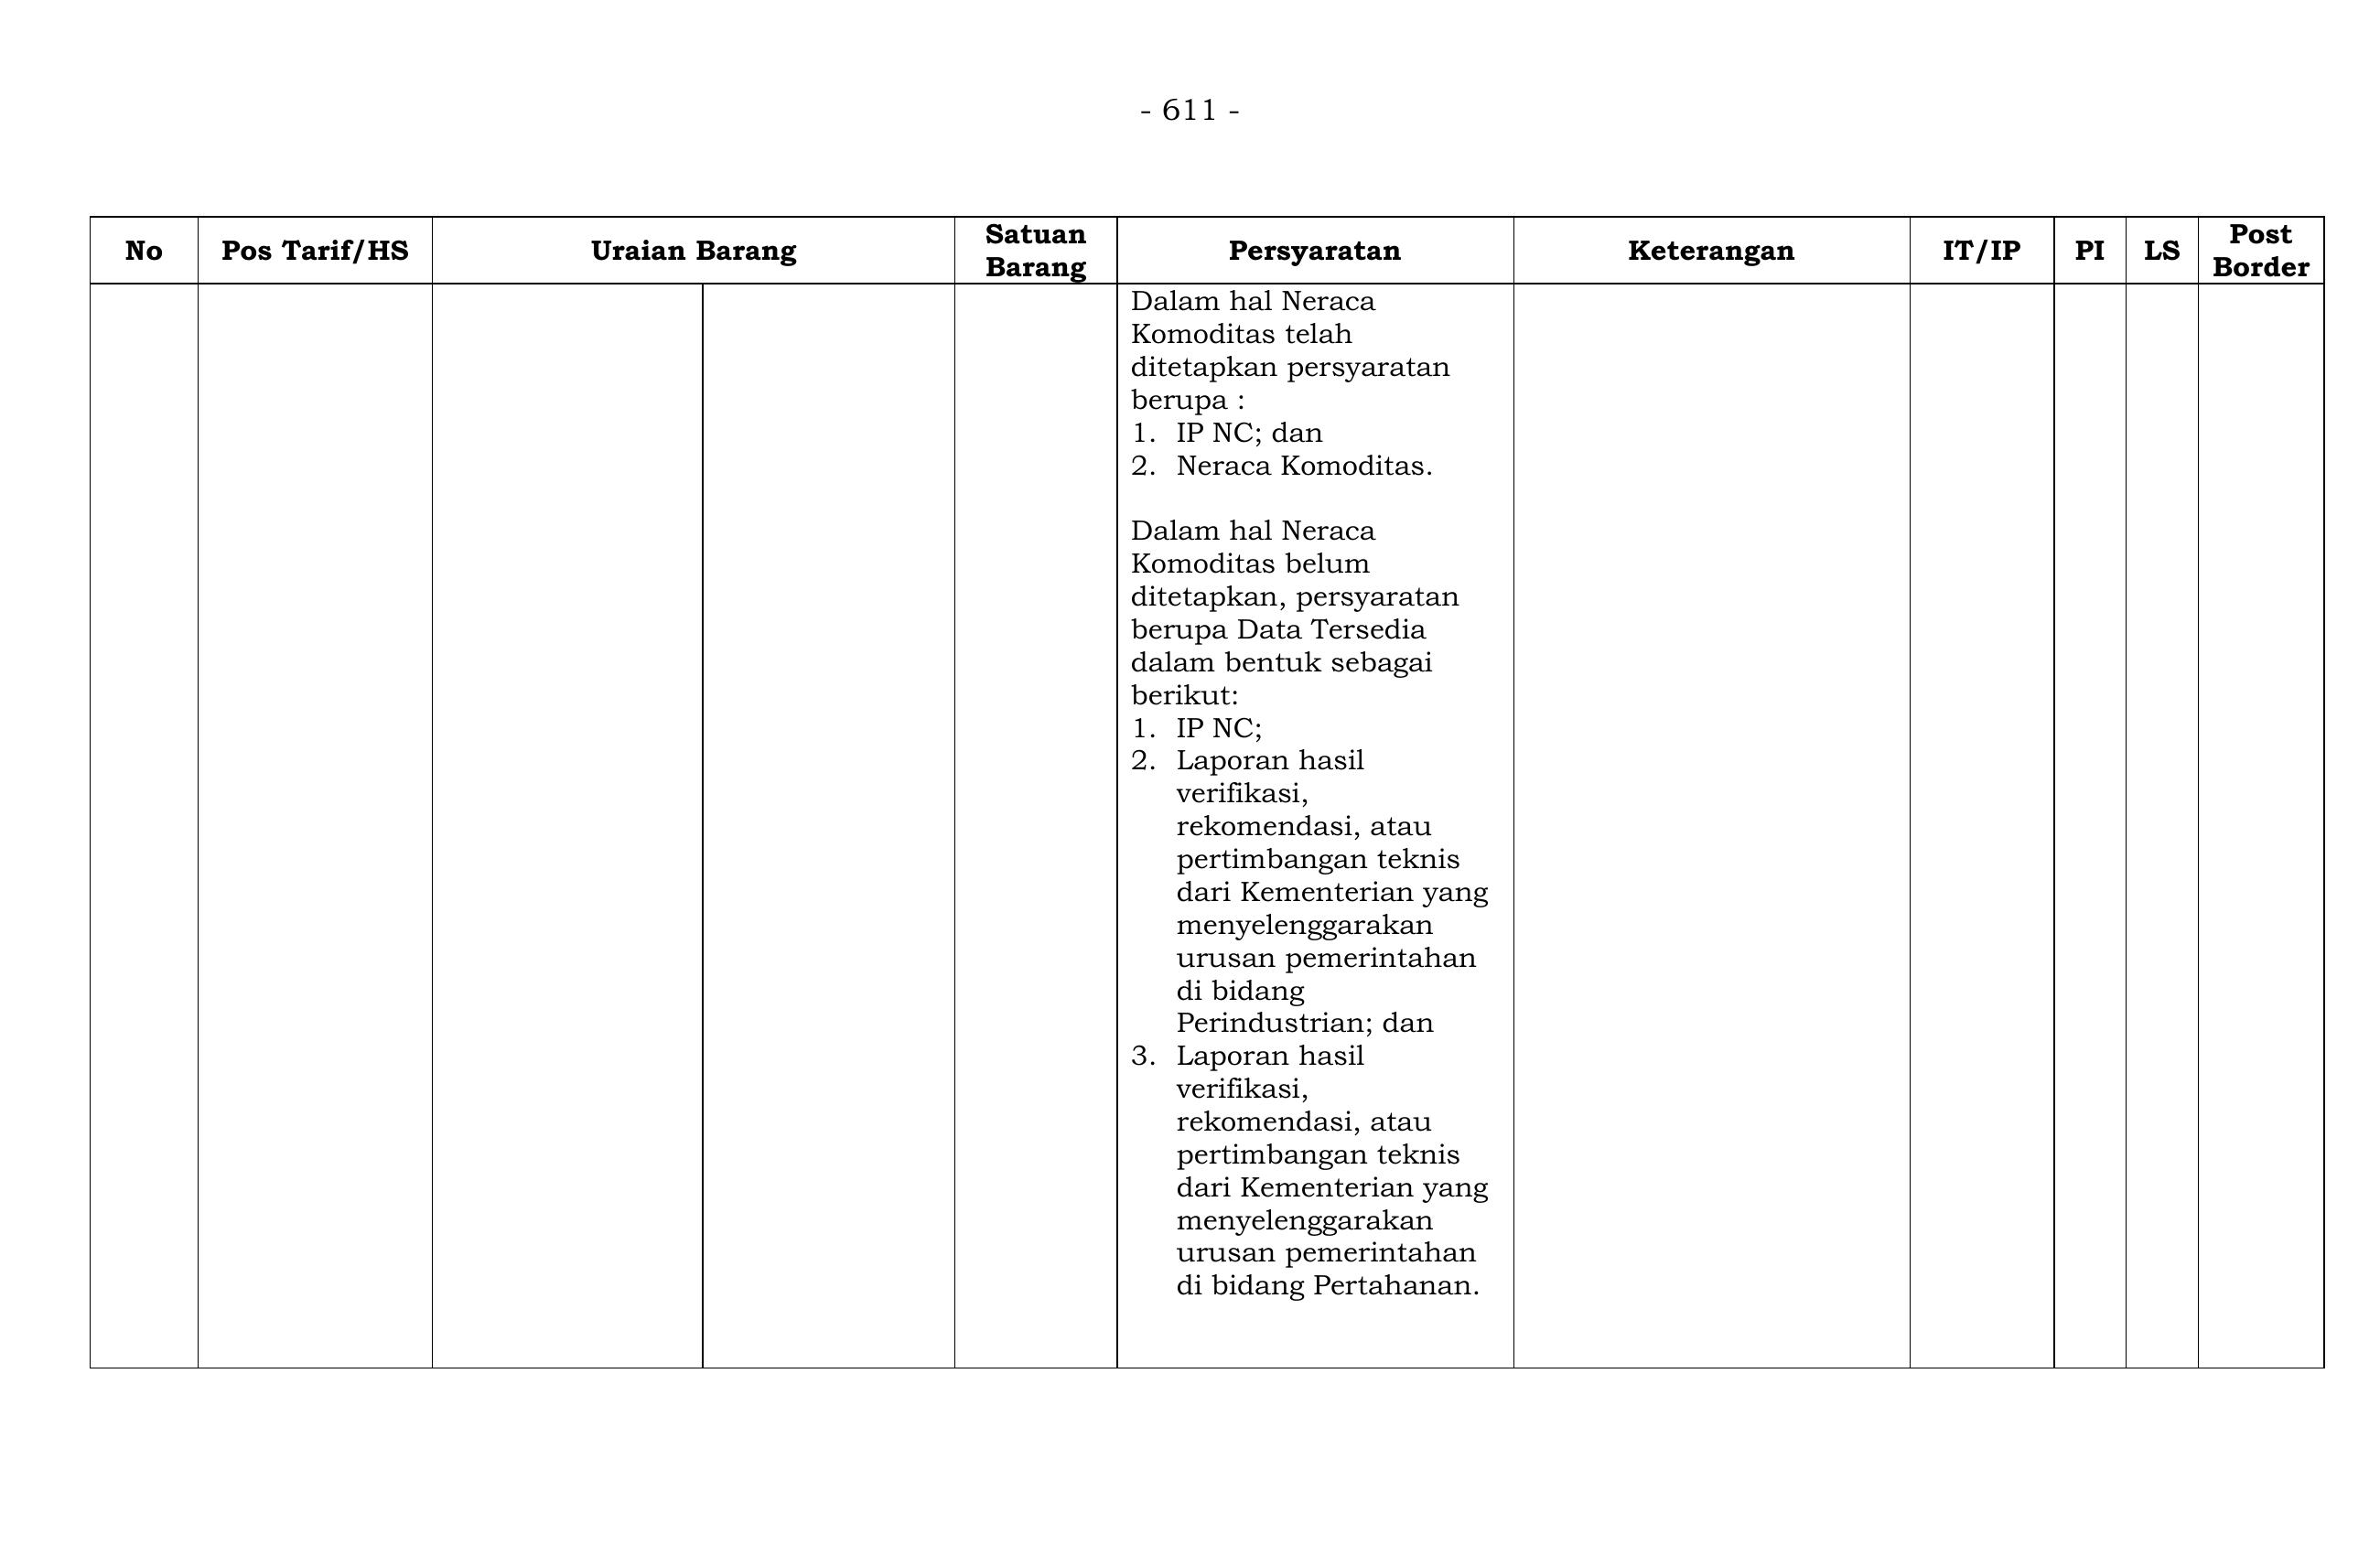 - 611 -
No Pos Tarif/HS Uraian Barang Satuan Barang Persyaratan Keterangan IT/IP PI LS Post Border
Dalam hal Neraca
Komoditas telah
ditetapkan persyaratan
berupa :
1. IP NC; dan
2. Neraca Komoditas.
Dalam hal Neraca
Komoditas belum
ditetapkan, persyaratan
berupa Data Tersedia
dalam bentuk sebagai
berikut:
1. IP NC;
2. Laporan hasil
verifikasi,
rekomendasi, atau
pertimbangan teknis
dari Kementerian yang
menyelenggarakan
urusan pemerintahan
di bidang
Perindustrian; dan
3. Laporan hasil
verifikasi,
rekomendasi, atau
pertimbangan teknis
dari Kementerian yang
menyelenggarakan
urusan pemerintahan
di bidang Pertahanan.